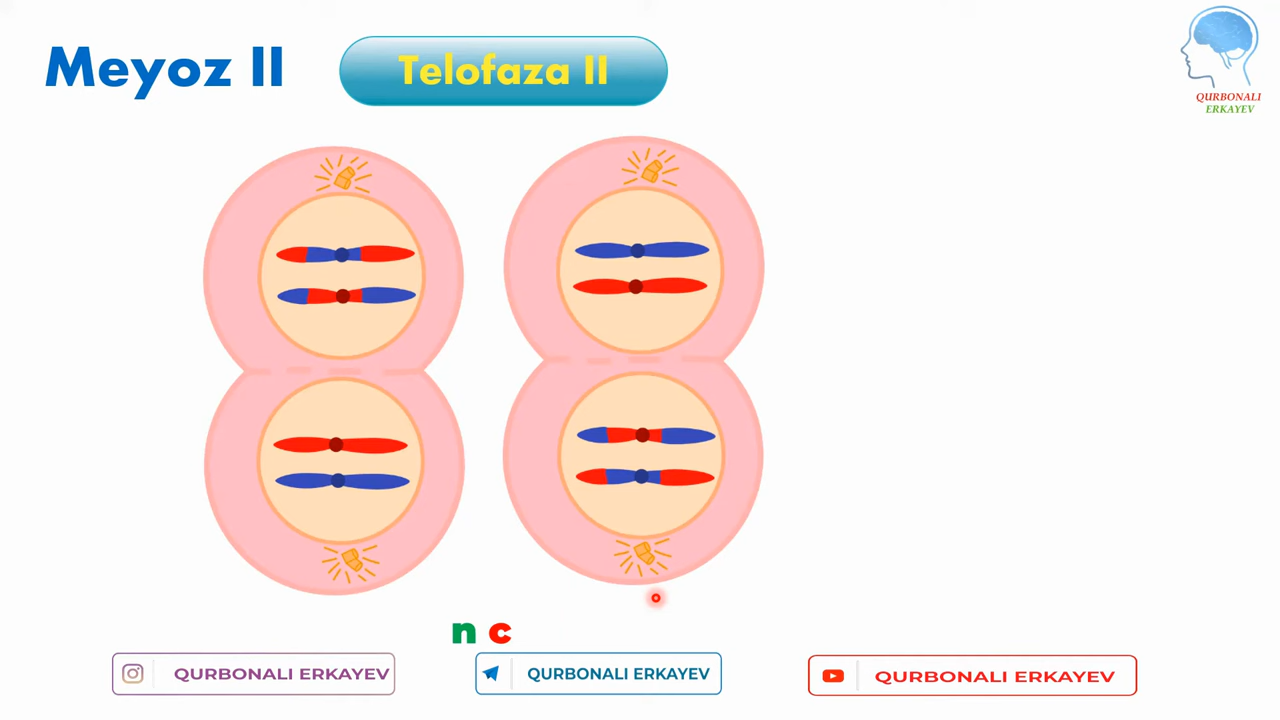 Meyoz II
Telofaza II
QURBONALI
ERKAYEV
n c
QURBONALI ERKAYEV
QURBONALI ERKAYEV
QURBONALI ERKAYEV